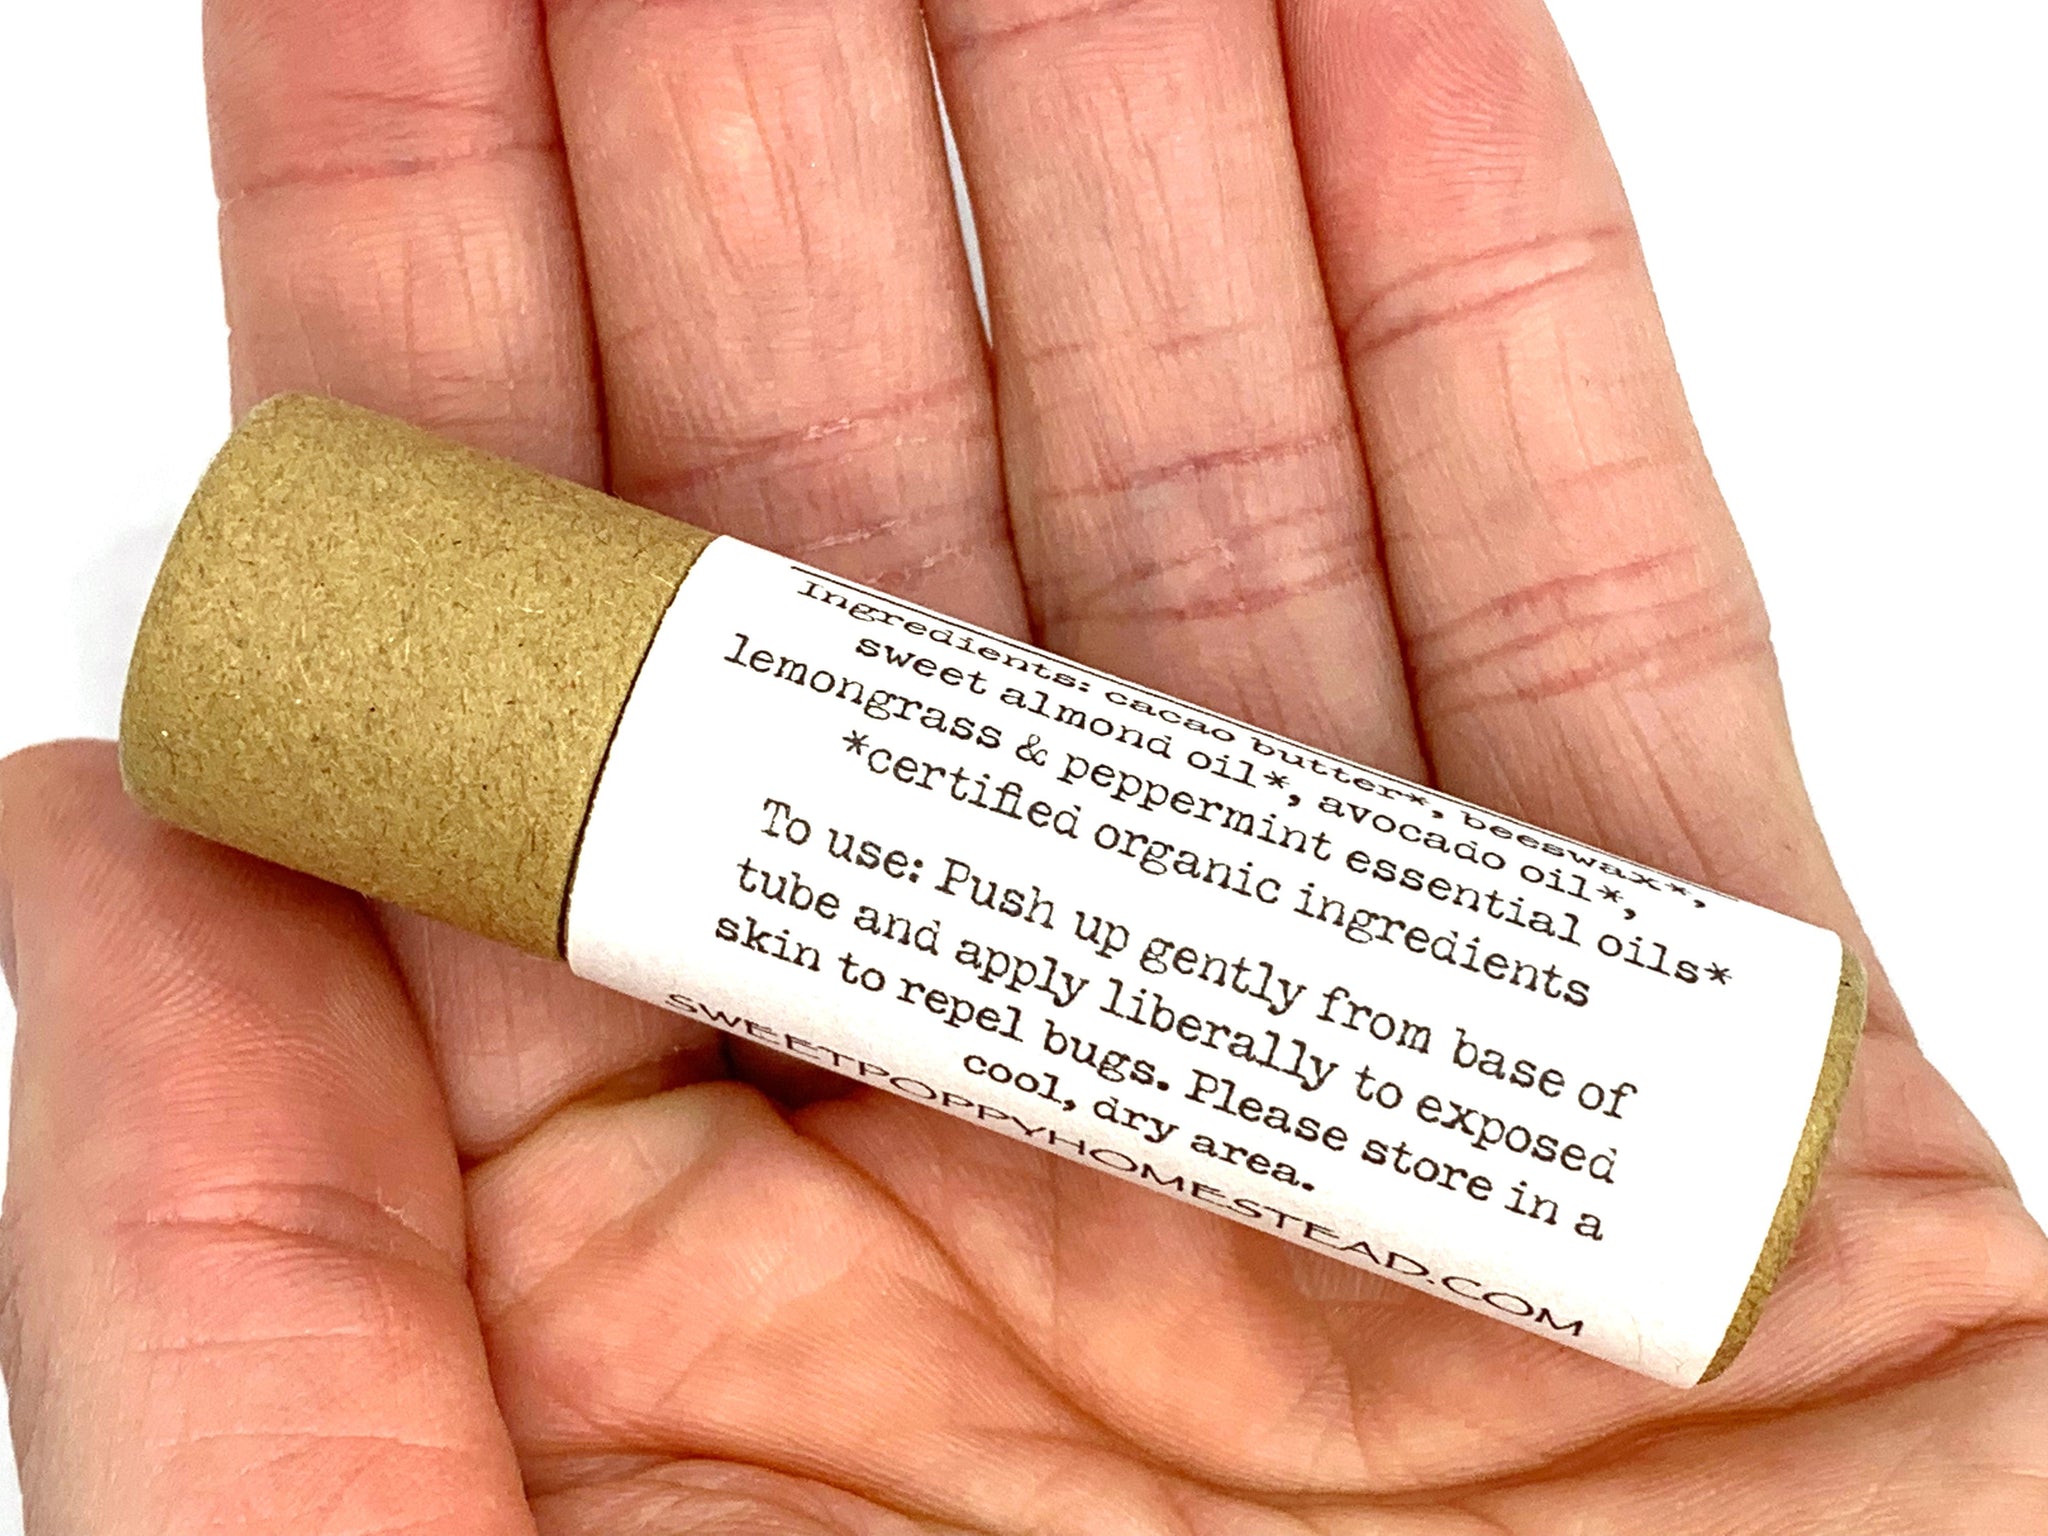 Ingredients: cacao butter*, beeswax*,
sweet almond oil*, avocado oil*,
lemongrass & peppermint essential oils*
*certified organic ingredients
To use: Push up gently from base of
tube and apply liberally to exposed
skin to repel bugs. Please store in a
cool, dry area.
SWEETPOPPYHOMESTEAD.COM